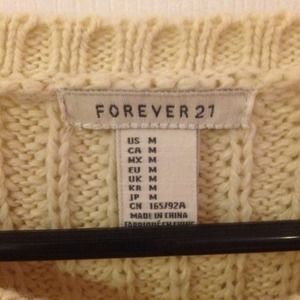 FOREVER 21
US M
CA M
MX M
EU M
UK M
KR M
JP M
CN 165/92A
MADE IN CHINA